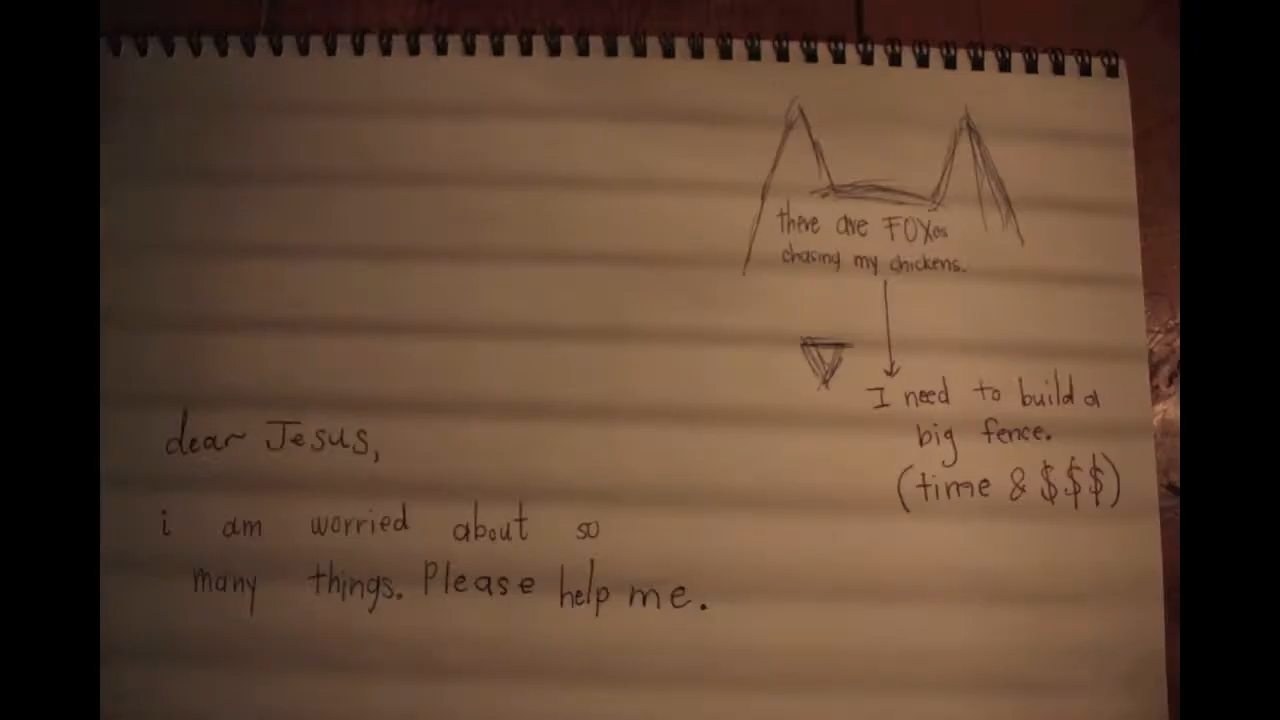 there are FOXes
chasing my chickens.
I need to build a
big fence.
(time & $$$)
dear Jesus,
i am worried about so
many things. Please help me.